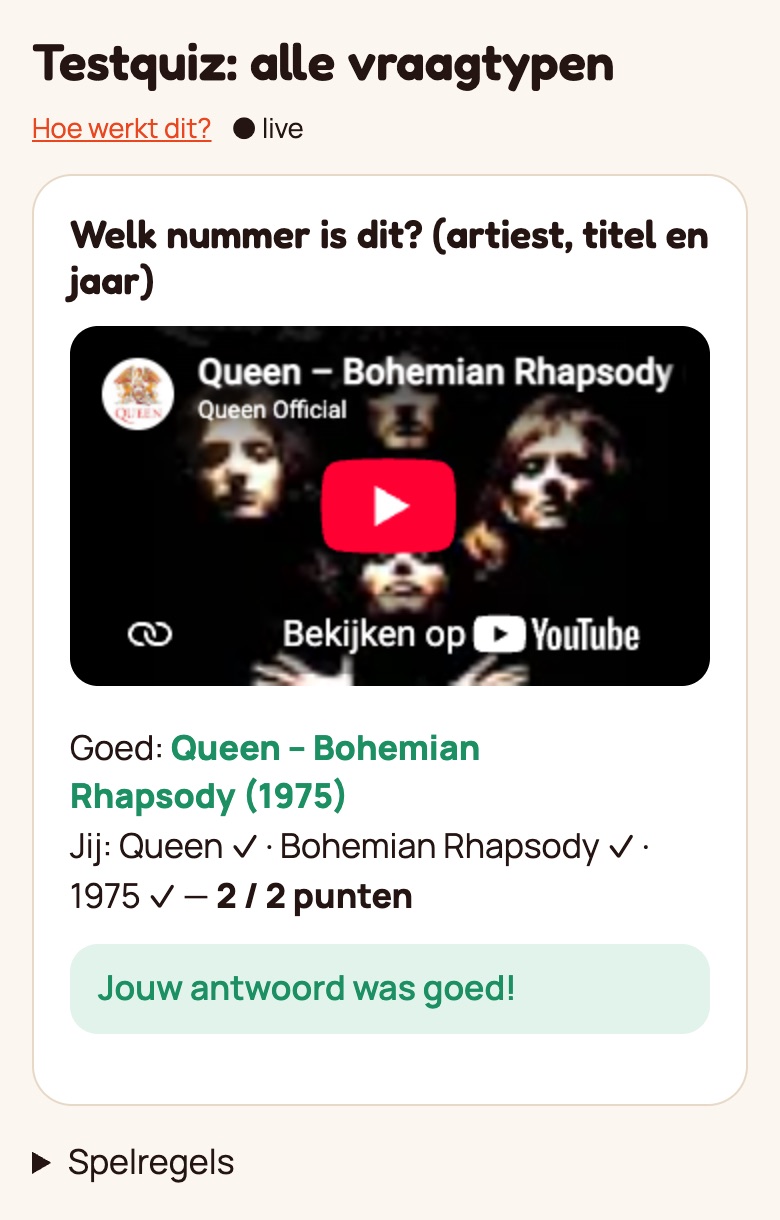 Testquiz: alle vraagtypen
Hoe werkt dit? ● live
Welk nummer is dit? (artiest, titel en
jaar)
Queen – Bohemian Rhapsody
Queen Official
QUEEN
Bekijken op YouTube
Goed: Queen – Bohemian
Rhapsody (1975)
Jij: Queen ✓ · Bohemian Rhapsody ✓ ·
1975 ✓ — 2 / 2 punten
Jouw antwoord was goed!
▶ Spelregels